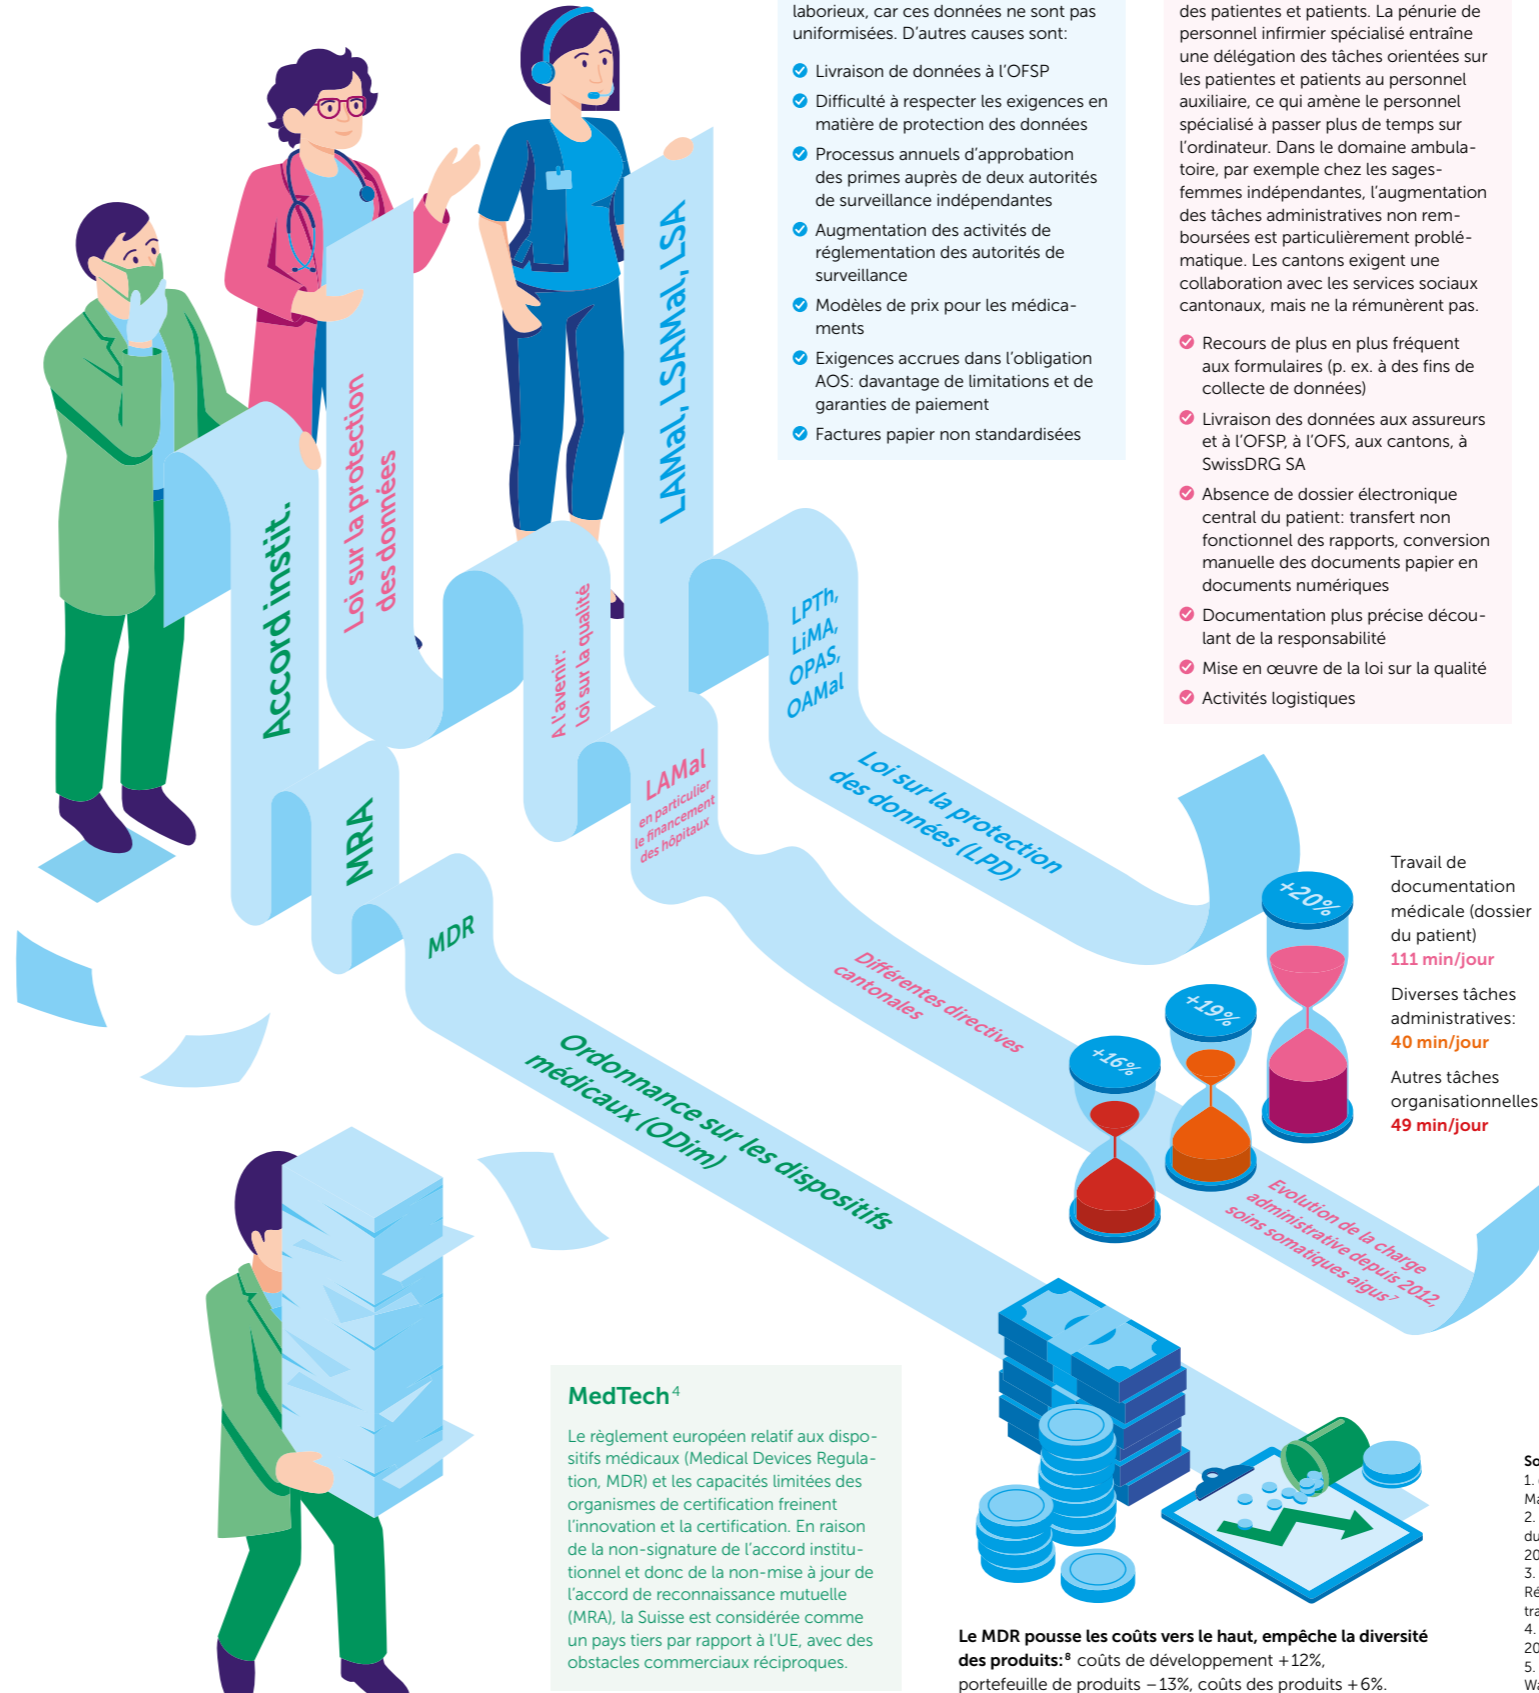 laborieux, car ces données ne sont pas
uniformisées. D’autres causes sont:
Livraison de données à l’OFSP
Difficulté à respecter les exigences en
matière de protection des données
Processus annuels d’approbation
des primes auprès de deux autorités
de surveillance indépendantes
Augmentation des activités de
réglementation des autorités de
surveillance
Modèles de prix pour les médica-
ments
Exigences accrues dans l’obligation
AOS: davantage de limitations et de
garanties de paiement
Factures papier non standardisées
des patientes et patients. La pénurie de
personnel infirmier spécialisé entraîne
une délégation des tâches orientées sur
les patientes et patients au personnel
auxiliaire, ce qui amène le personnel
spécialisé à passer plus de temps sur
l’ordinateur. Dans le domaine ambula-
toire, par exemple chez les sages-
femmes indépendantes, l’augmentation
des tâches administratives non rem-
boursées est particulièrement problé-
matique. Les cantons exigent une
collaboration avec les services sociaux
cantonaux, mais ne la rémunèrent pas.
Recours de plus en plus fréquent
aux formulaires (p. ex. à des fins de
collecte de données)
Livraison des données aux assureurs
et à l’OFSP, à l’OFS, aux cantons, à
SwissDRG SA
Absence de dossier électronique
central du patient: transfert non
fonctionnel des rapports, conversion
manuelle des documents papier en
documents numériques
Documentation plus précise décou-
lant de la responsabilité
Mise en œuvre de la loi sur la qualité
Activités logistiques
Accord instit.
MRA
MDR
Ordonnance sur les dispositifs
médicaux (ODim)
Loi sur la protection
des données
A l’avenir:
loi sur la qualité
LAMal
en particulier
le financement
des hôpitaux
Différentes directives
cantonales
Evolution de la charge
administrative depuis 2012,
soins somatiques aigus⁷
LAMal, LSAMal, LSA
LPTh,
LiMA,
OPAS,
OAMal
Loi sur la protection
des données (LPD)
+20%
+19%
+16%
Travail de
documentation
médicale (dossier
du patient)
111 min/jour
Diverses tâches
administratives:
40 min/jour
Autres tâches
organisationnelles
49 min/jour
MedTech⁴
Le règlement européen relatif aux dispo-
sitifs médicaux (Medical Devices Regula-
tion, MDR) et les capacités limitées des
organismes de certification freinent
l’innovation et la certification. En raison
de la non-signature de l’accord institu-
tionnel et donc de la non-mise à jour de
l’accord de reconnaissance mutuelle
(MRA), la Suisse est considérée comme
un pays tiers par rapport à l’UE, avec des
obstacles commerciaux réciproques.
Le MDR pousse les coûts vers le haut, empêche la diversité
des produits:⁸ coûts de développement +12%,
portefeuille de produits –13%, coûts des produits +6%.
So
1.
Ma
2.
du
20
3.
Ré
tra
4.
20
5.